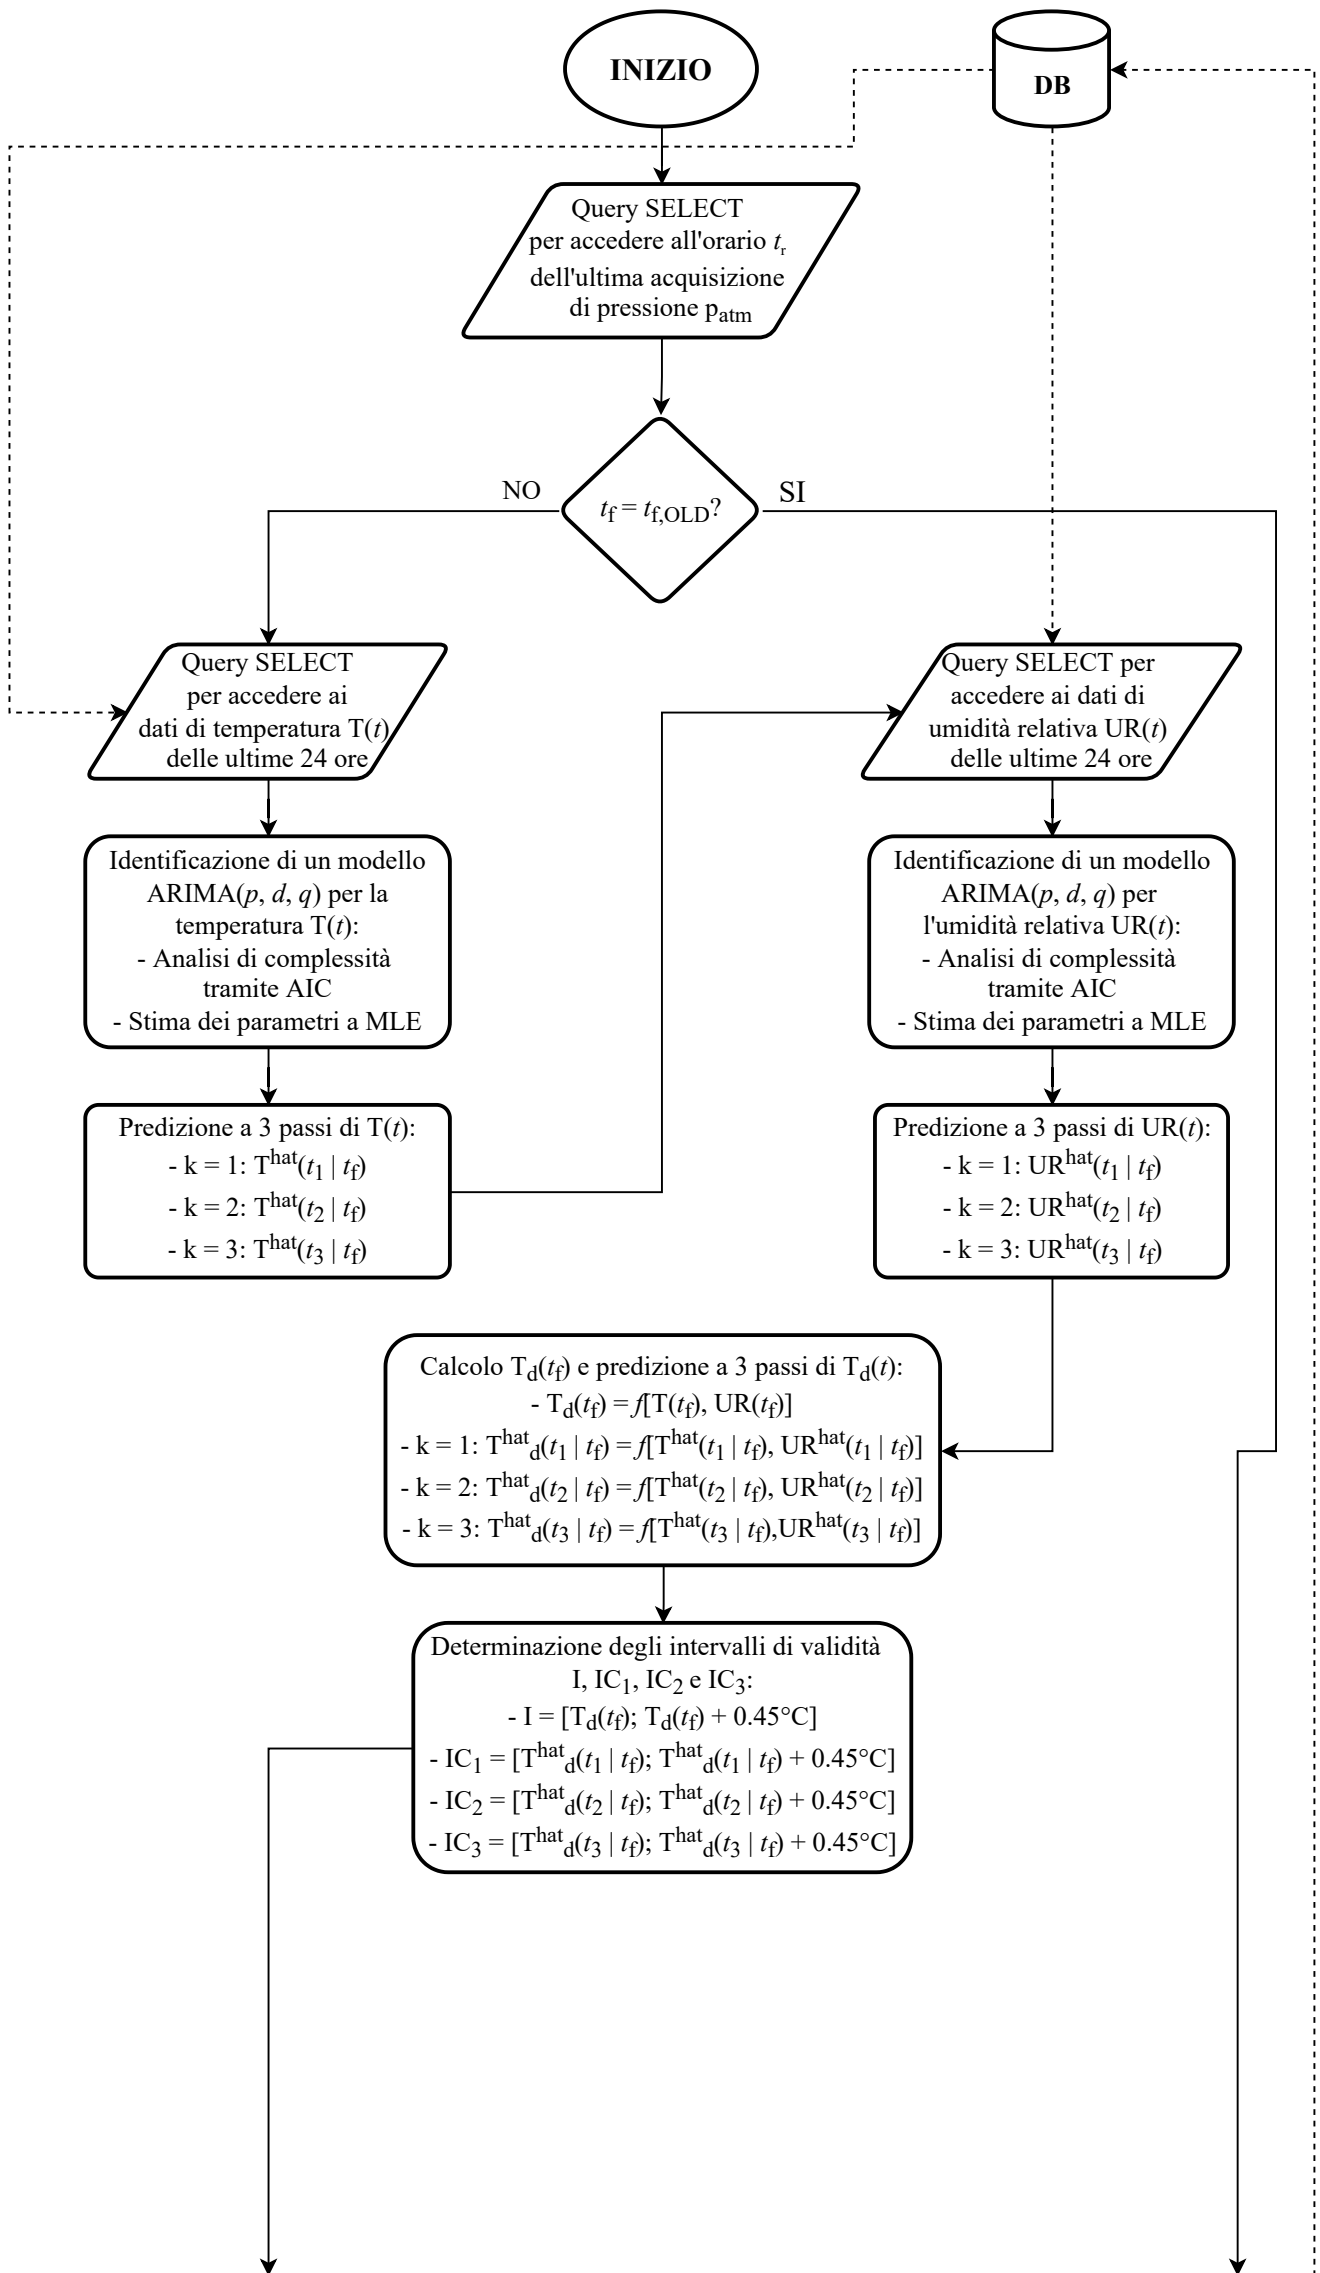 INIZIO
DB
Query SELECT
per accedere all'orario t_r
dell'ultima acquisizione
di pressione p_atm
NO
t_f = t_f,OLD?
SI
Query SELECT
per accedere ai
dati di temperatura T(t)
delle ultime 24 ore
Query SELECT per
accedere ai dati di
umidità relativa UR(t)
delle ultime 24 ore
Identificazione di un modello
ARIMA(p, d, q) per la
temperatura T(t):
- Analisi di complessità
tramite AIC
- Stima dei parametri a MLE
Identificazione di un modello
ARIMA(p, d, q) per
l'umidità relativa UR(t):
- Analisi di complessità
tramite AIC
- Stima dei parametri a MLE
Predizione a 3 passi di T(t):
- k = 1: T^hat(t_1 | t_f)
- k = 2: T^hat(t_2 | t_f)
- k = 3: T^hat(t_3 | t_f)
Predizione a 3 passi di UR(t):
- k = 1: UR^hat(t_1 | t_f)
- k = 2: UR^hat(t_2 | t_f)
- k = 3: UR^hat(t_3 | t_f)
Calcolo T_d(t_f) e predizione a 3 passi di T_d(t):
- T_d(t_f) = f[T(t_f), UR(t_f)]
- k = 1: T^hat_d(t_1 | t_f) = f[T^hat(t_1 | t_f), UR^hat(t_1 | t_f)]
- k = 2: T^hat_d(t_2 | t_f) = f[T^hat(t_2 | t_f), UR^hat(t_2 | t_f)]
- k = 3: T^hat_d(t_3 | t_f) = f[T^hat(t_3 | t_f),UR^hat(t_3 | t_f)]
Determinazione degli intervalli di validità
I, IC_1, IC_2 e IC_3:
- I = [T_d(t_f); T_d(t_f) + 0.45°C]
- IC_1 = [T^hat_d(t_1 | t_f); T^hat_d(t_1 | t_f) + 0.45°C]
- IC_2 = [T^hat_d(t_2 | t_f); T^hat_d(t_2 | t_f) + 0.45°C]
- IC_3 = [T^hat_d(t_3 | t_f); T^hat_d(t_3 | t_f) + 0.45°C]